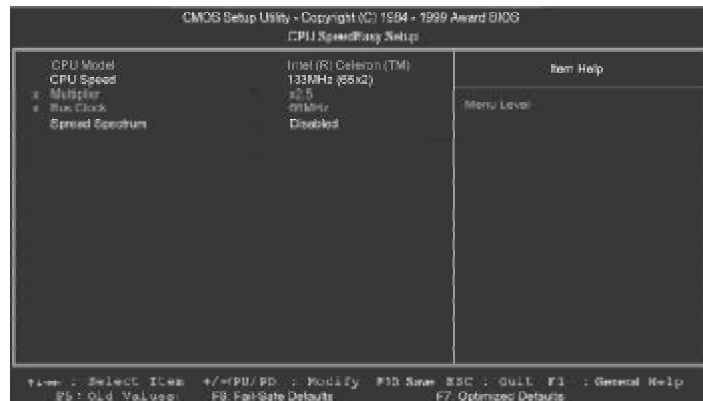 CMOS Setup Utility - Copyright (C) 1984 - 1999 Award BIOS
CPU SpeedEasy Setup
CPU Model Intel (R) Celeron (TM)
CPU Speed 133MHz (66x2)
x Multiplier x2.5
x Bus Clock 66MHz
Spread Spectrum Disabled
Item Help
Menu Level
: Select Item +/-/PU/PD : Modify F10 Save ESC : Quit F1 : General Help
F5 : Old Values F6: Fail-Safe Defaults F7: Optimized Defaults